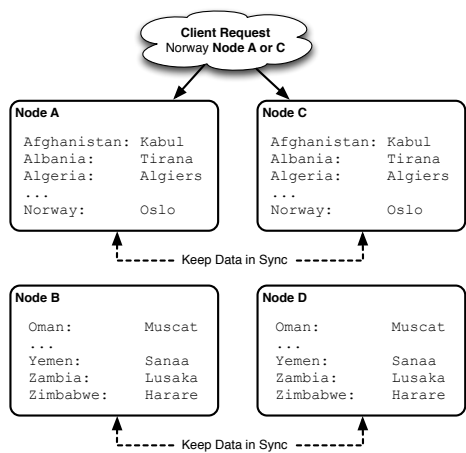 Client Request
Norway Node A or C
Node A
Afghanistan: Kabul
Albania: Tirana
Algeria: Algiers
...
Norway: Oslo
Node C
Afghanistan: Kabul
Albania: Tirana
Algeria: Algiers
...
Norway: Oslo
Keep Data in Sync
Node B
Oman: Muscat
...
Yemen: Sanaa
Zambia: Lusaka
Zimbabwe: Harare
Node D
Oman: Muscat
...
Yemen: Sanaa
Zambia: Lusaka
Zimbabwe: Harare
Keep Data in Sync